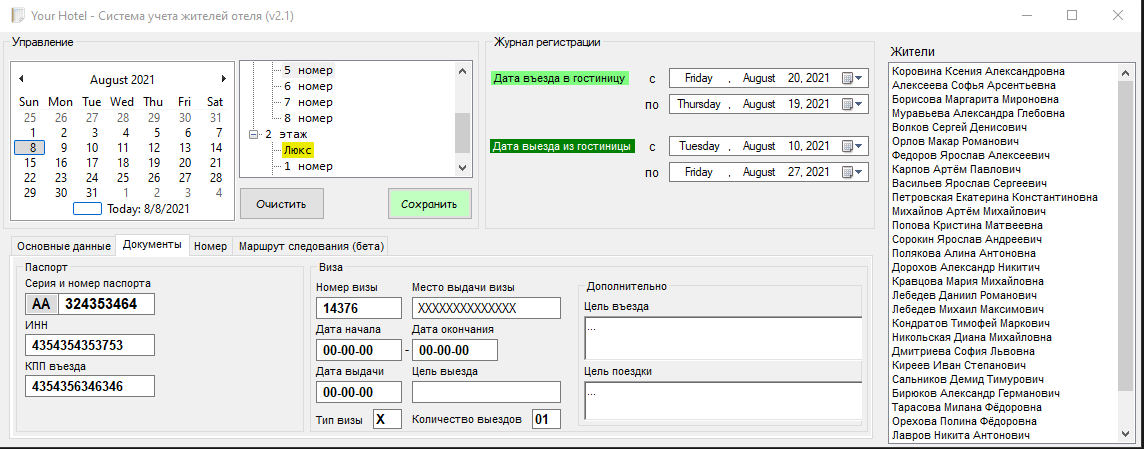 Your Hotel - Система учета жителей отеля (v2.1)
Управление
August 2021
Sun Mon Tue Wed Thu Fri Sat
25 26 27 28 29 30 31
1 2 3 4 5 6 7
8 9 10 11 12 13 14
15 16 17 18 19 20 21
22 23 24 25 26 27 28
29 30 31 1 2 3 4
Today: 8/8/2021
5 номер
6 номер
7 номер
8 номер
2 этаж
Люкс
1 номер
Очистить
Сохранить
Журнал регистрации
Дата въезда в гостиницу с Friday , August 20, 2021
по Thursday , August 19, 2021
Дата выезда из гостиницы с Tuesday , August 10, 2021
по Friday , August 27, 2021
Основные данные Документы Номер Маршрут следования (бета)
Паспорт
Серия и номер паспорта
AA 324353464
ИНН
4354354353753
КПП въезда
4354356346346
Виза
Номер визы Место выдачи визы
14376 XXXXXXXXXXXXXX
Дата начала Дата окончания
00-00-00 - 00-00-00
Дата выдачи Цель выезда
00-00-00
Тип визы X Количество выездов 01
Дополнительно
Цель въезда
...
Цель поездки
...
Жители
Коровина Ксения Александровна
Алексеева Софья Арсентьевна
Борисова Маргарита Мироновна
Муравьева Александра Глебовна
Волков Сергей Денисович
Орлов Макар Романович
Федоров Ярослав Алексеевич
Карпов Артём Павлович
Васильев Ярослав Сергеевич
Петровская Екатерина Константиновна
Михайлов Артём Михайлович
Попова Кристина Матвеевна
Сорокин Ярослав Андреевич
Полякова Алина Антоновна
Дорохов Александр Никитич
Кравцова Мария Михайловна
Лебедев Даниил Романович
Лебедев Михаил Максимович
Кондратов Тимофей Маркович
Никольская Диана Михайловна
Дмитриева София Львовна
Киреев Иван Степанович
Сальников Демид Тимурович
Бирюков Александр Германович
Тарасова Милана Фёдоровна
Орехова Полина Фёдоровна
Лавров Никита Антонович